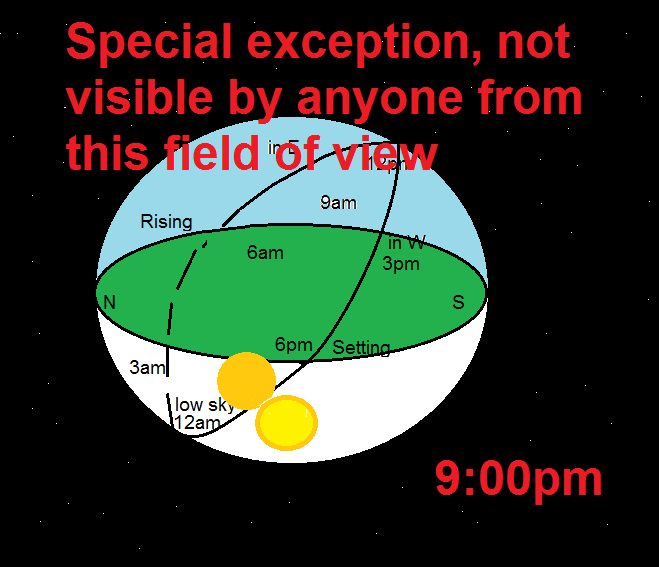 Special exception, not
visible by anyone from
this field of view
in E
12pm
9am
Rising
in W
6am
3pm
N
S
6pm
Setting
3am
low sky
12am
9:00pm